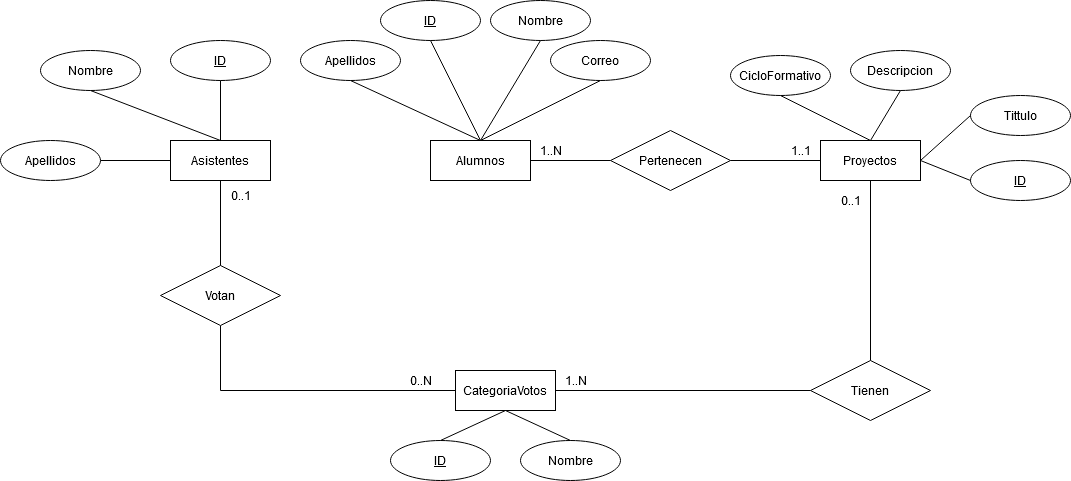 ID
Nombre
Apellidos
Correo
ID
Nombre
CicloFormativo
Descripcion
Tittulo
Apellidos
Asistentes
Alumnos
1..N
Pertenecen
1..1
Proyectos
ID
0..1
0..1
Votan
0..N
CategoriaVotos
1..N
Tienen
ID
Nombre